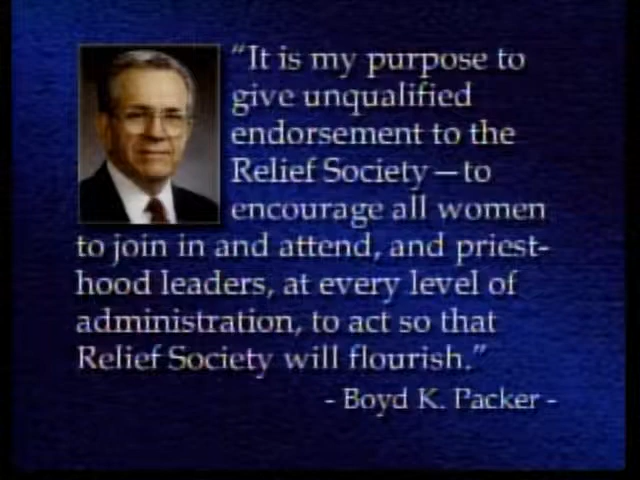 “It is my purpose to
give unqualified
endorsement to the
Relief Society—to
encourage all women
to join in and attend, and priest-
hood leaders, at every level of
administration, to act so that
Relief Society will flourish.”
- Boyd K. Packer -